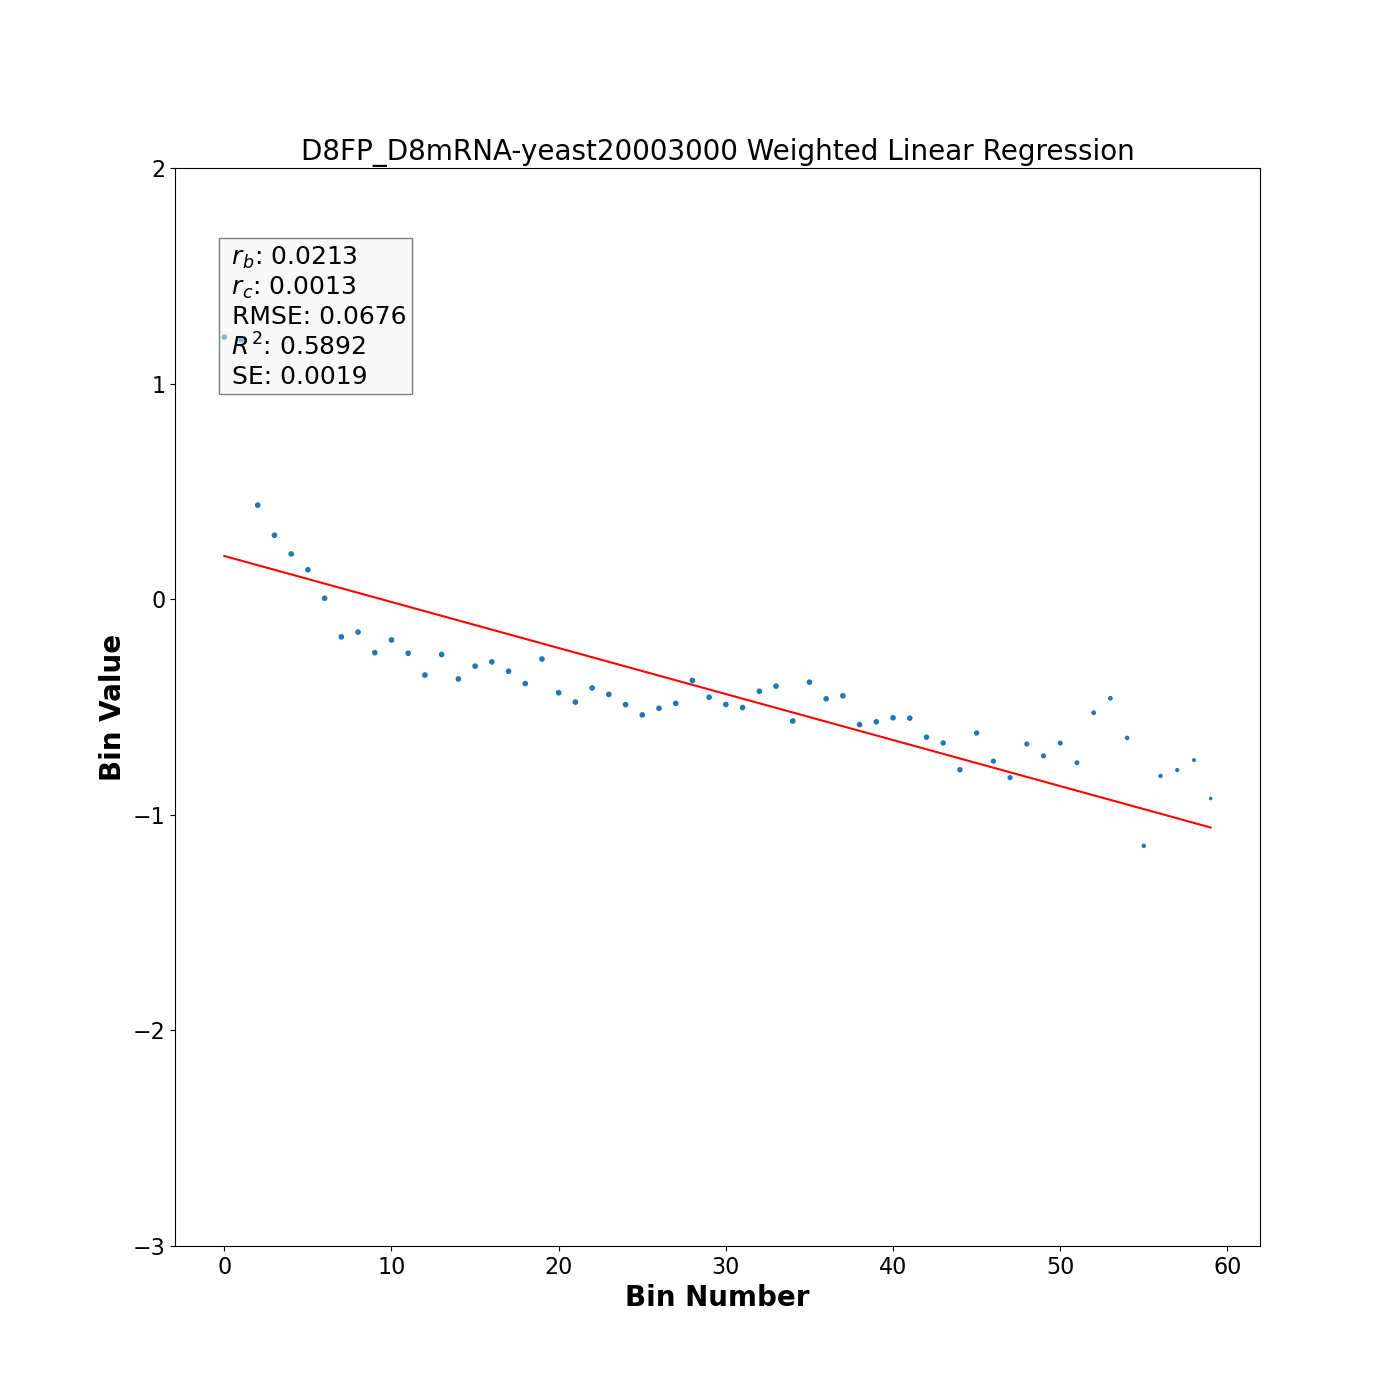 D8FP_D8mRNA-yeast20003000 Weighted Linear Regression
2
r_b: 0.0213
r_c: 0.0013
RMSE: 0.0676
R²: 0.5892
SE: 0.0019
1
0
−1
−2
−3
Bin Value
0 10 20 30 40 50 60
Bin Number